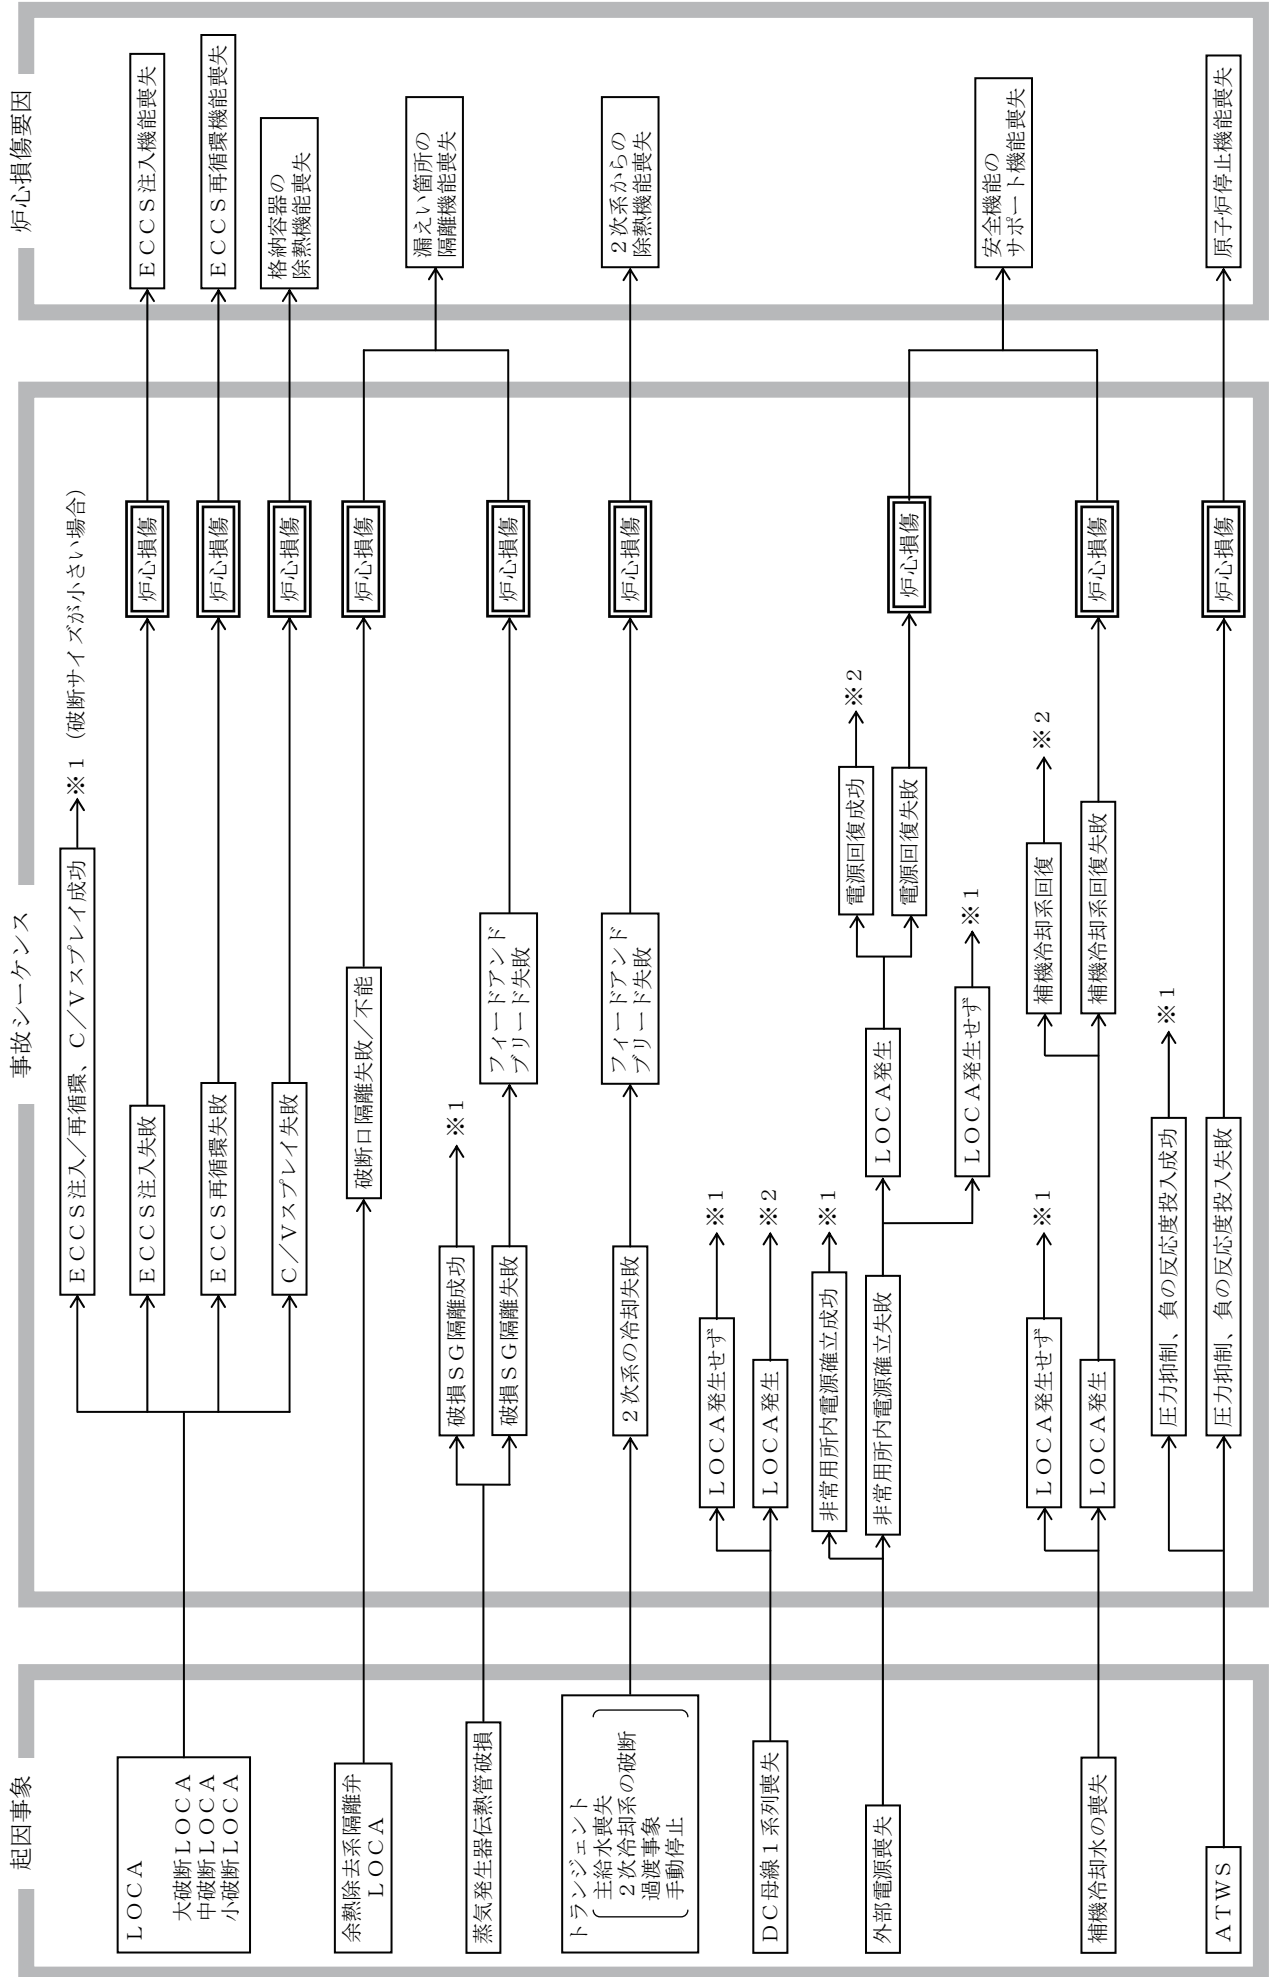 起因事象
事故シーケンス
炉心損傷要因
LOCA
大破断LOCA
中破断LOCA
小破断LOCA
ECCS注入/再循環、C/Vスプレイ成功
※1(破断サイズが小さい場合)
ECCS注入失敗
炉心損傷
ECCS注入機能喪失
ECCS再循環失敗
炉心損傷
ECCS再循環機能喪失
C/Vスプレイ失敗
炉心損傷
格納容器の
除熱機能喪失
余熱除去系隔離弁
LOCA
破断口隔離失敗/不能
炉心損傷
漏えい箇所の
隔離機能喪失
蒸気発生器伝熱管破損
破損SG隔離成功
※1
破損SG隔離失敗
フィードアンド
ブリード失敗
炉心損傷
トランジェント
主給水喪失
2次冷却系の破断
過渡事象
手動停止
2次系の冷却失敗
フィードアンド
ブリード失敗
炉心損傷
2次系からの
除熱機能喪失
DC母線1系列喪失
LOCA発生せず
※1
LOCA発生
※2
外部電源喪失
非常用所内電源確立成功
※1
非常用所内電源確立失敗
LOCA発生
電源回復成功
※2
電源回復失敗
炉心損傷
LOCA発生せず
※1
安全機能の
サポート機能喪失
補機冷却水の喪失
LOCA発生せず
※1
LOCA発生
補機冷却系回復
※2
補機冷却系回復失敗
炉心損傷
ATWS
圧力抑制、負の反応度投入成功
※1
圧力抑制、負の反応度投入失敗
炉心損傷
原子炉停止機能喪失